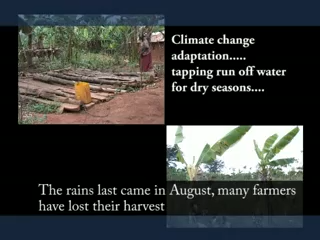 Climate change
adaptation.....
tapping run off water
for dry seasons....
The rains last came in August, many farmers
have lost their harvest